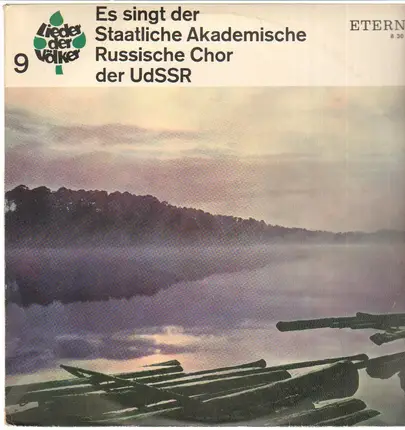 Lieder
der
Völker
9
Es singt der
Staatliche Akademische
Russische Chor
der UdSSR
ETERN